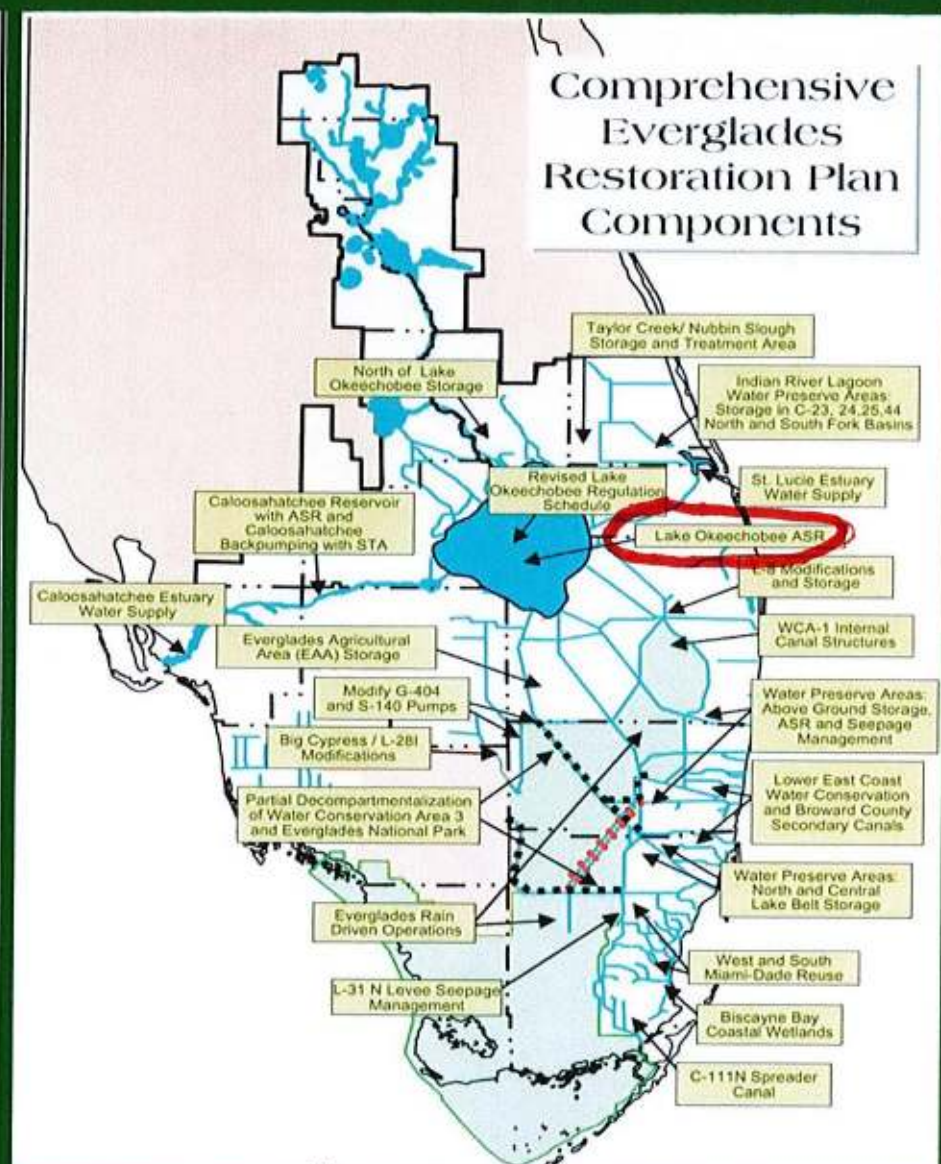 Comprehensive
Everglades
Restoration Plan
Components
Taylor Creek/ Nubbin Slough
Storage and Treatment Area
North of Lake
Okeechobee Storage
Indian River Lagoon
Water Preserve Areas:
Storage in C-23, 24,25,44
North and South Fork Basins
Revised Lake
Okeechobee Regulation
Schedule
St. Lucie Estuary
Water Supply
Caloosahatchee Reservoir
with ASR and
Caloosahatchee
Backpumping with STA
Lake Okeechobee ASR
L-8 Modifications
and Storage
Caloosahatchee Estuary
Water Supply
Everglades Agricultural
Area (EAA) Storage
WCA-1 Internal
Canal Structures
Modify G-404
and S-140 Pumps
Water Preserve Areas:
Above Ground Storage,
ASR and Seepage
Management
Big Cypress / L-28I
Modifications
Partial Decompartmentalization
of Water Conservation Area 3
and Everglades National Park
Lower East Coast
Water Conservation
and Broward County
Secondary Canals
Water Preserve Areas:
North and Central
Lake Belt Storage
Everglades Rain
Driven Operations
West and South
Miami-Dade Reuse
L-31 N Levee Seepage
Management
Biscayne Bay
Coastal Wetlands
C-111N Spreader
Canal